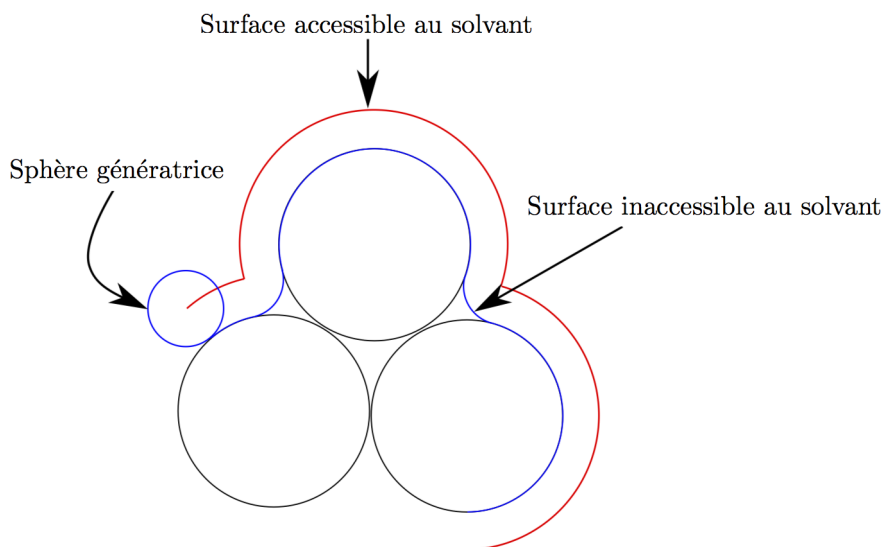 Surface accessible au solvant
Sphère génératrice
Surface inaccessible au solvant